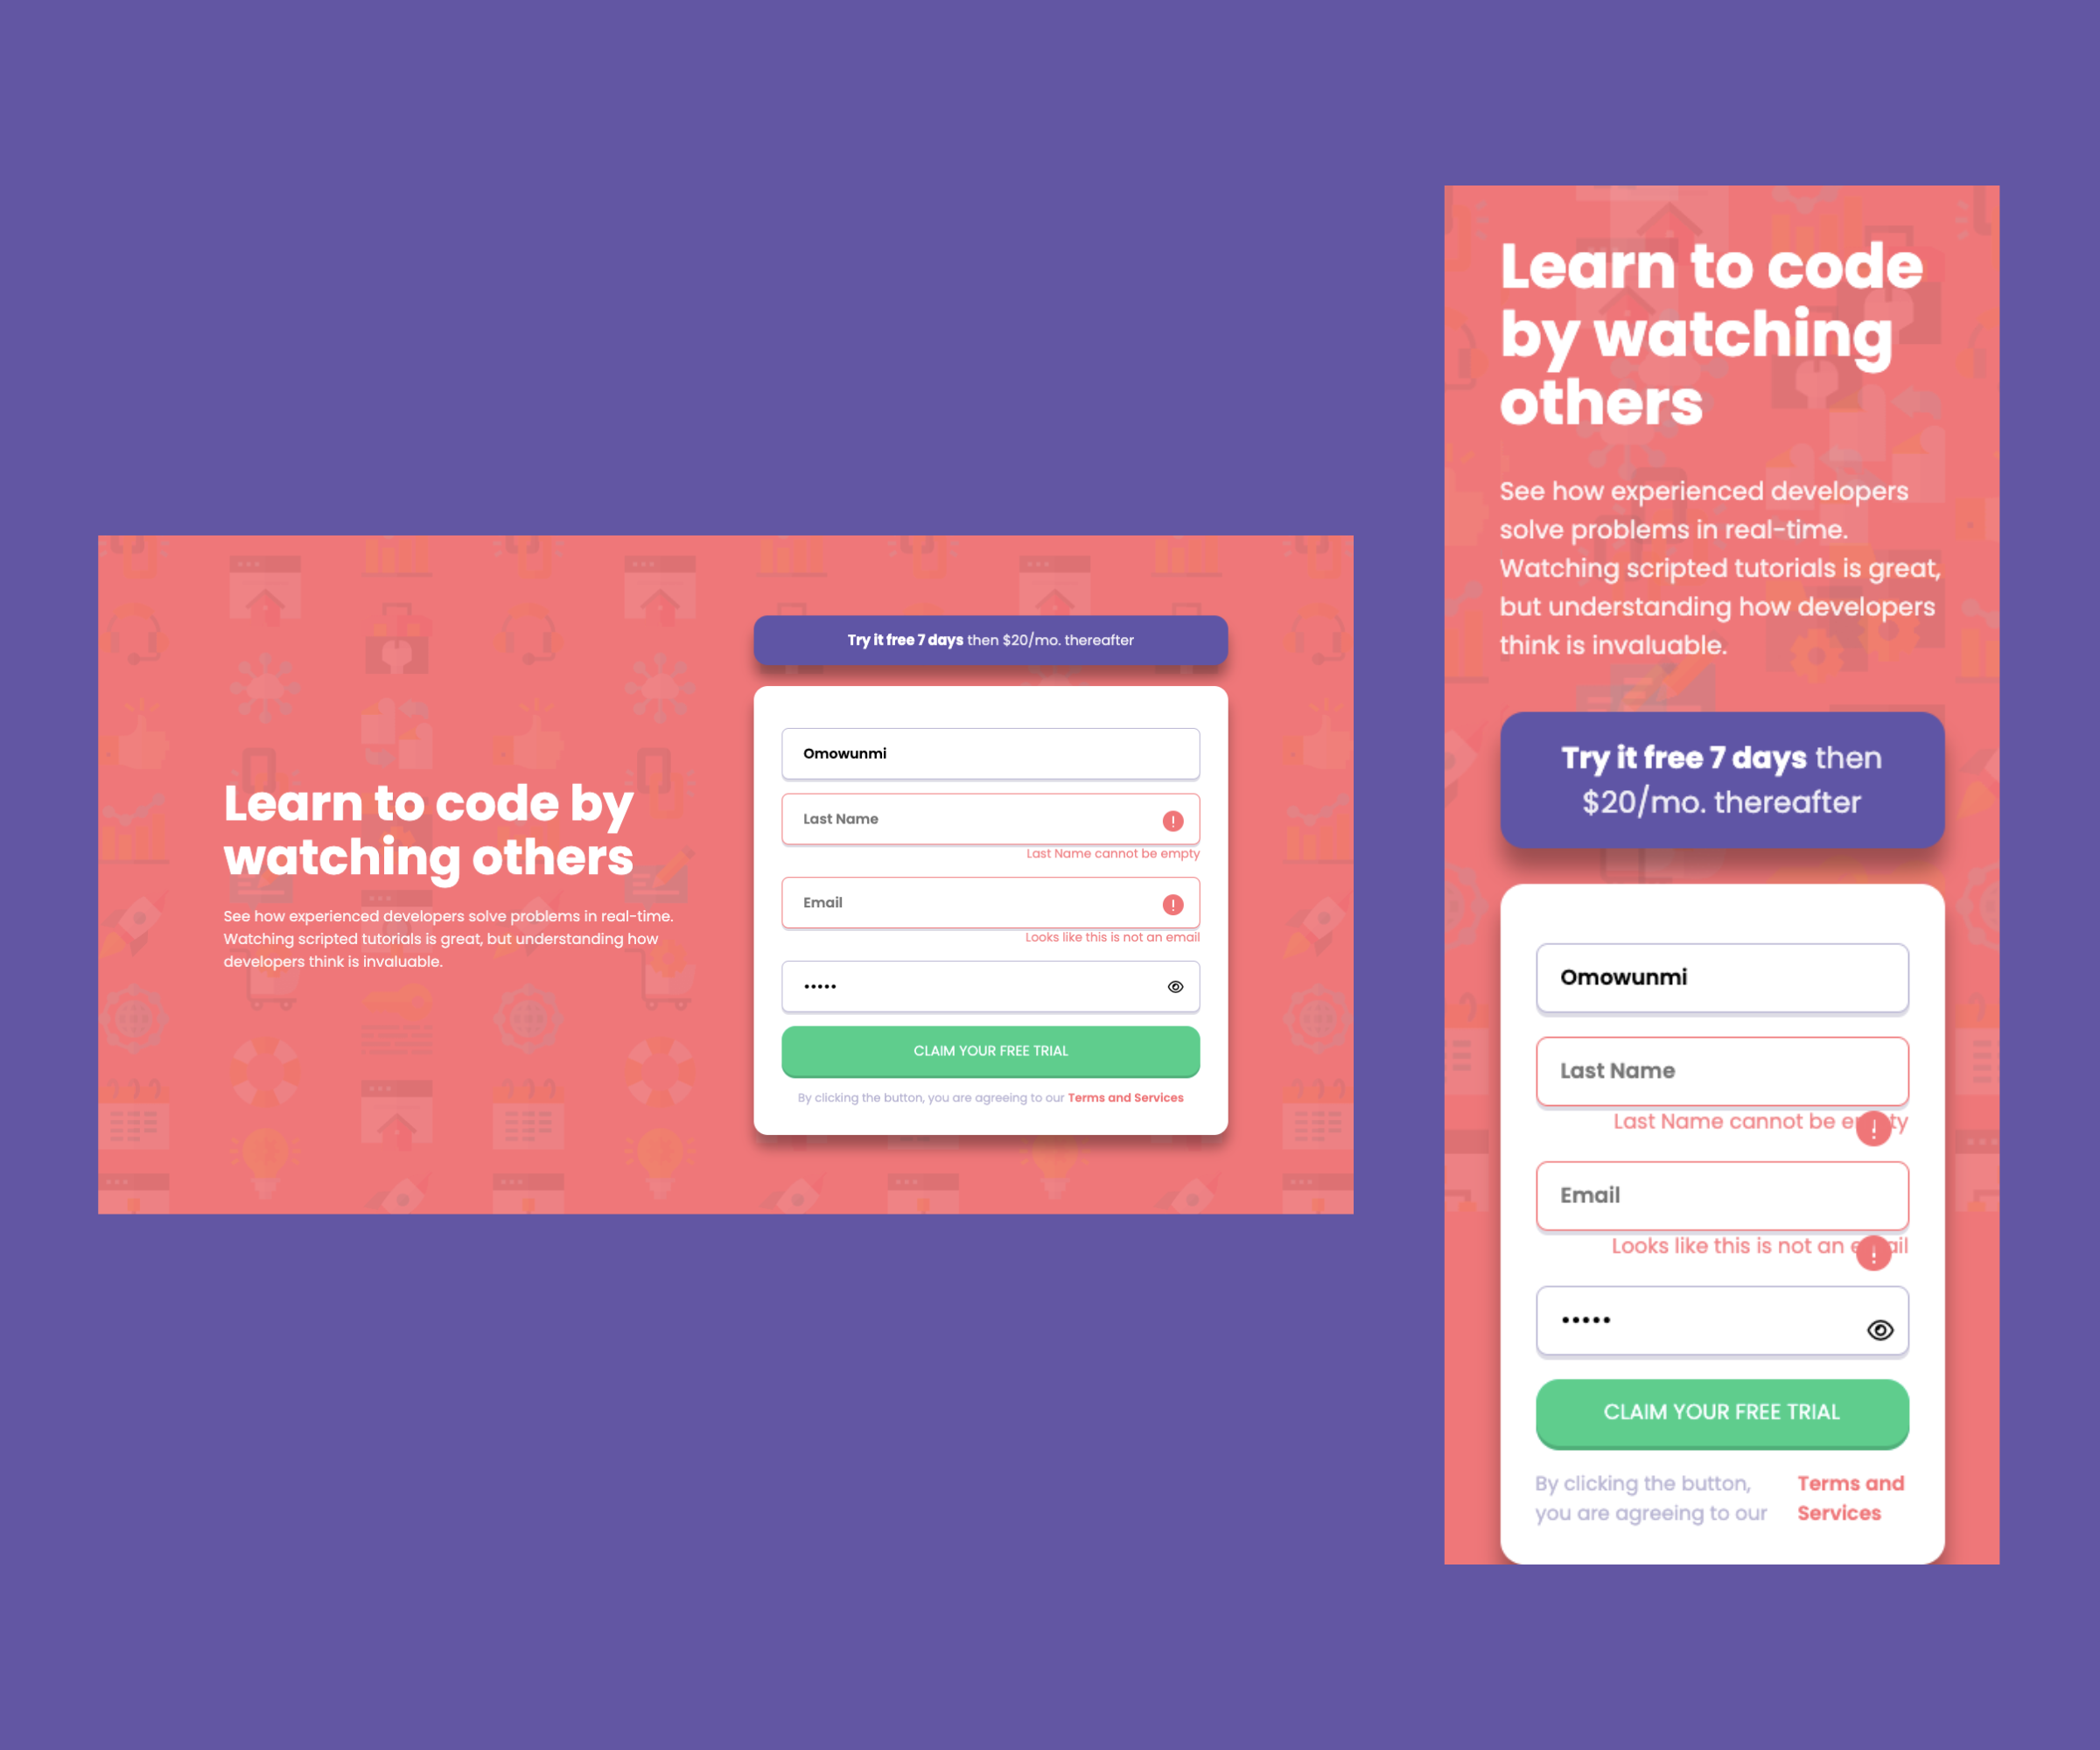 Learn to code by
watching others
See how experienced developers solve problems in real-time.
Watching scripted tutorials is great, but understanding how
developers think is invaluable.
Try it free 7 days then $20/mo. thereafter
Omowunmi
Last Name
Last Name cannot be empty
Email
Looks like this is not an email
CLAIM YOUR FREE TRIAL
By clicking the button, you are agreeing to our Terms and Services
Learn to code
by watching
others
See how experienced developers
solve problems in real-time.
Watching scripted tutorials is great,
but understanding how developers
think is invaluable.
Try it free 7 days then
$20/mo. thereafter
Omowunmi
Last Name
Last Name cannot be empty
Email
Looks like this is not an email
CLAIM YOUR FREE TRIAL
By clicking the button,
you are agreeing to our
Terms and
Services